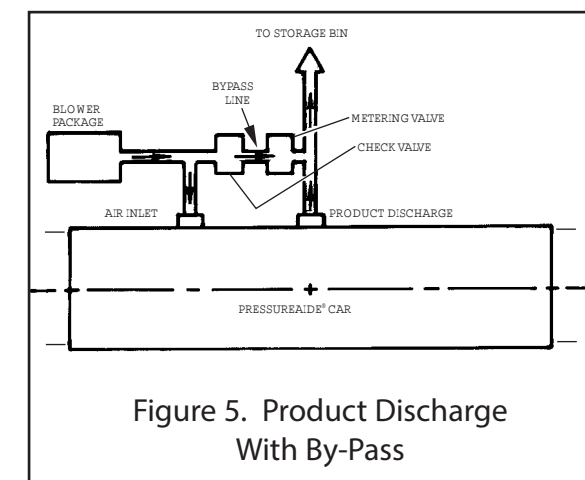 TO STORAGE BIN
BYPASS
LINE
BLOWER
PACKAGE
METERING VALVE
CHECK VALVE
AIR INLET
PRODUCT DISCHARGE
PRESSUREAIDE® CAR
Figure 5. Product Discharge
With By-Pass